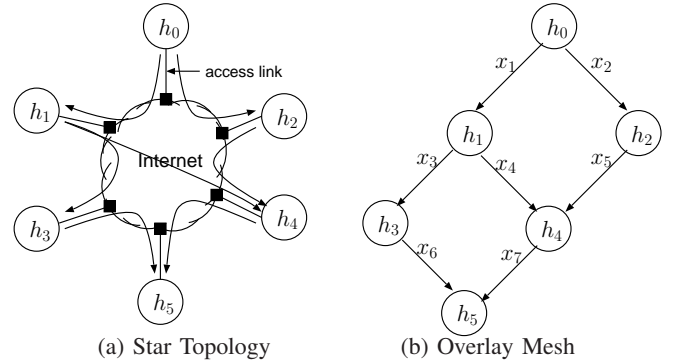 h₀
access link
h₁
h₂
Internet
h₃
h₄
h₅
(a) Star Topology
h₀
x₁
x₂
h₁
h₂
x₃
x₄
x₅
h₃
h₄
x₆
x₇
h₅
(b) Overlay Mesh